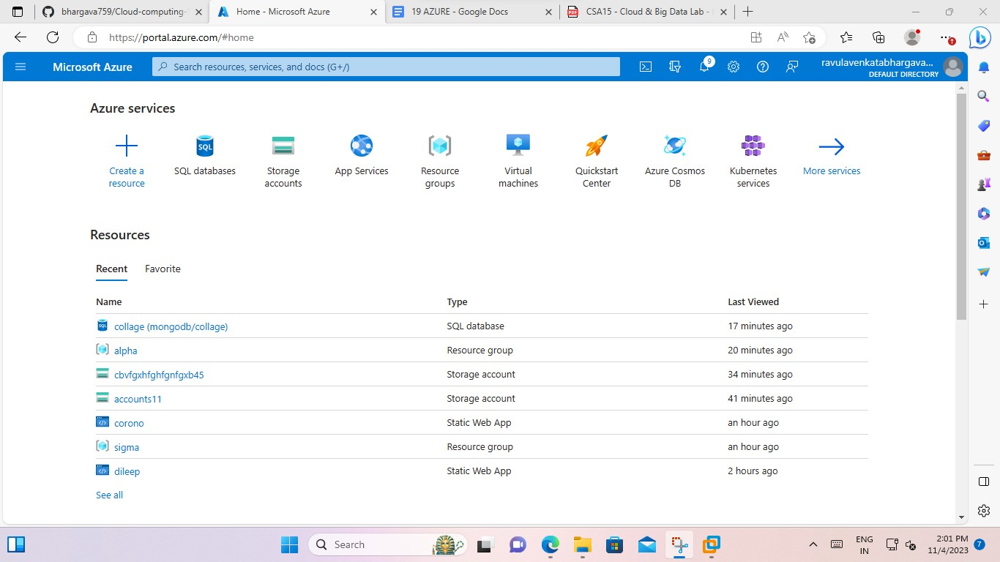 bhargava759/Cloud-computing-
Home - Microsoft Azure
19 AZURE - Google Docs
CSA15 - Cloud & Big Data Lab -
https://portal.azure.com/#home
Microsoft Azure
Search resources, services, and docs (G+/)
9
ravulavenkatabhargava...
DEFAULT DIRECTORY
Azure services
Create a resource
SQL databases
Storage accounts
App Services
Resource groups
Virtual machines
Quickstart Center
Azure Cosmos DB
Kubernetes services
More services
Resources
Recent Favorite
Name Type Last Viewed
collage (mongodb/collage) SQL database 17 minutes ago
alpha Resource group 20 minutes ago
cbvfgxhfghfgnfgxb45 Storage account 34 minutes ago
accounts11 Storage account 41 minutes ago
corono Static Web App an hour ago
sigma Resource group an hour ago
dileep Static Web App 2 hours ago
See all
Search
ENG
IN
2:01 PM
11/4/2023
7